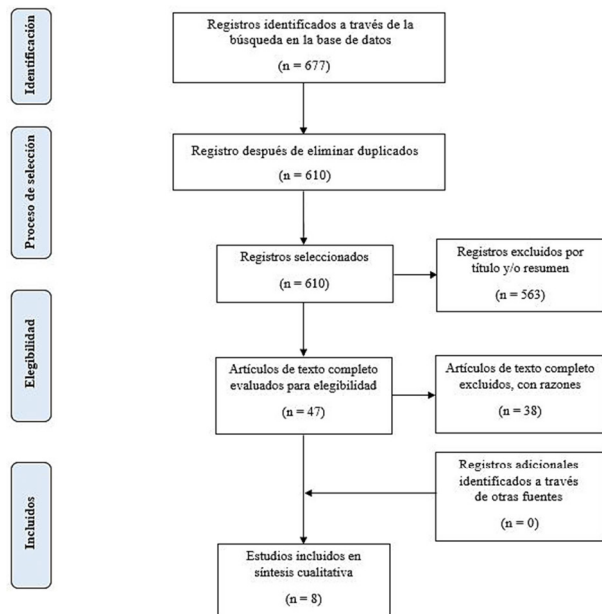 Identificación
Registros identificados a través de la
búsqueda en la base de datos
(n = 677)
Proceso de selección
Registro después de eliminar duplicados
(n = 610)
Registros seleccionados
(n = 610)
Registros excluidos por
título y/o resumen
(n = 563)
Elegibilidad
Artículos de texto completo
evaluados para elegibilidad
(n = 47)
Artículos de texto completo
excluidos, con razones
(n = 38)
Incluidos
Registros adicionales
identificados a través
de otras fuentes
(n = 0)
Estudios incluidos en
síntesis cualitativa
(n = 8)